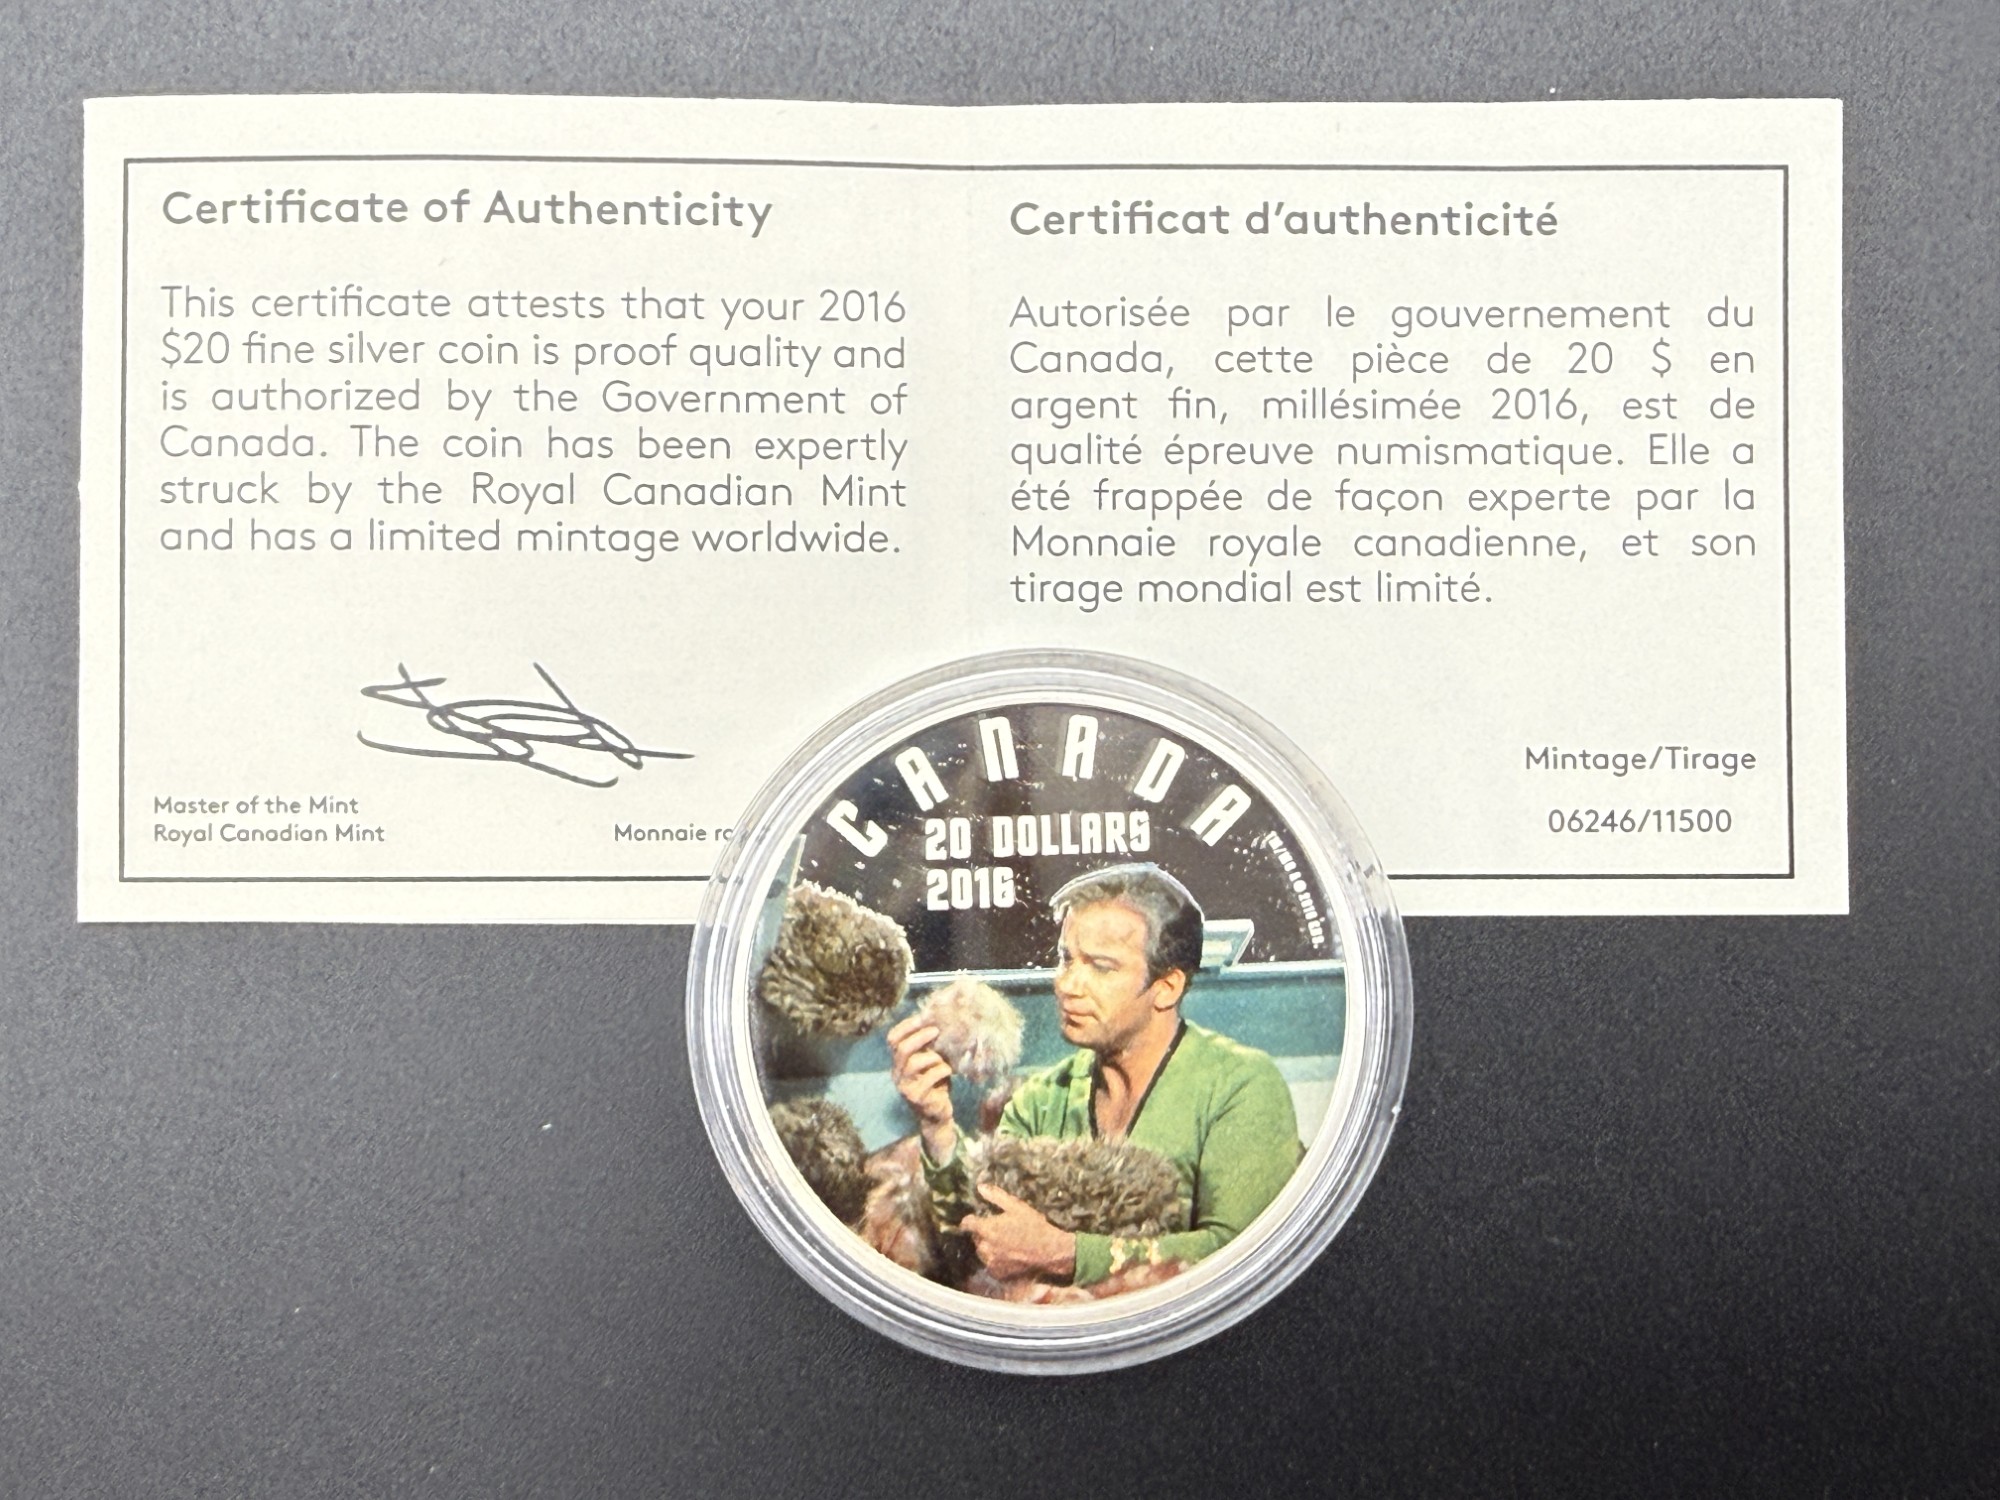 Certificate of Authenticity
This certificate attests that your 2016
$20 fine silver coin is proof quality and
is authorized by the Government of
Canada. The coin has been expertly
struck by the Royal Canadian Mint
and has a limited mintage worldwide.
Master of the Mint
Royal Canadian Mint
Monnaie
Certificat d'authenticité
Autorisée par le gouvernement du
Canada, cette pièce de 20 $ en
argent fin, millésimée 2016, est de
qualité épreuve numismatique. Elle a
été frappée de façon experte par la
Monnaie royale canadienne, et son
tirage mondial est limité.
Mintage/Tirage
06246/11500
CANADA
20 DOLLARS
2016